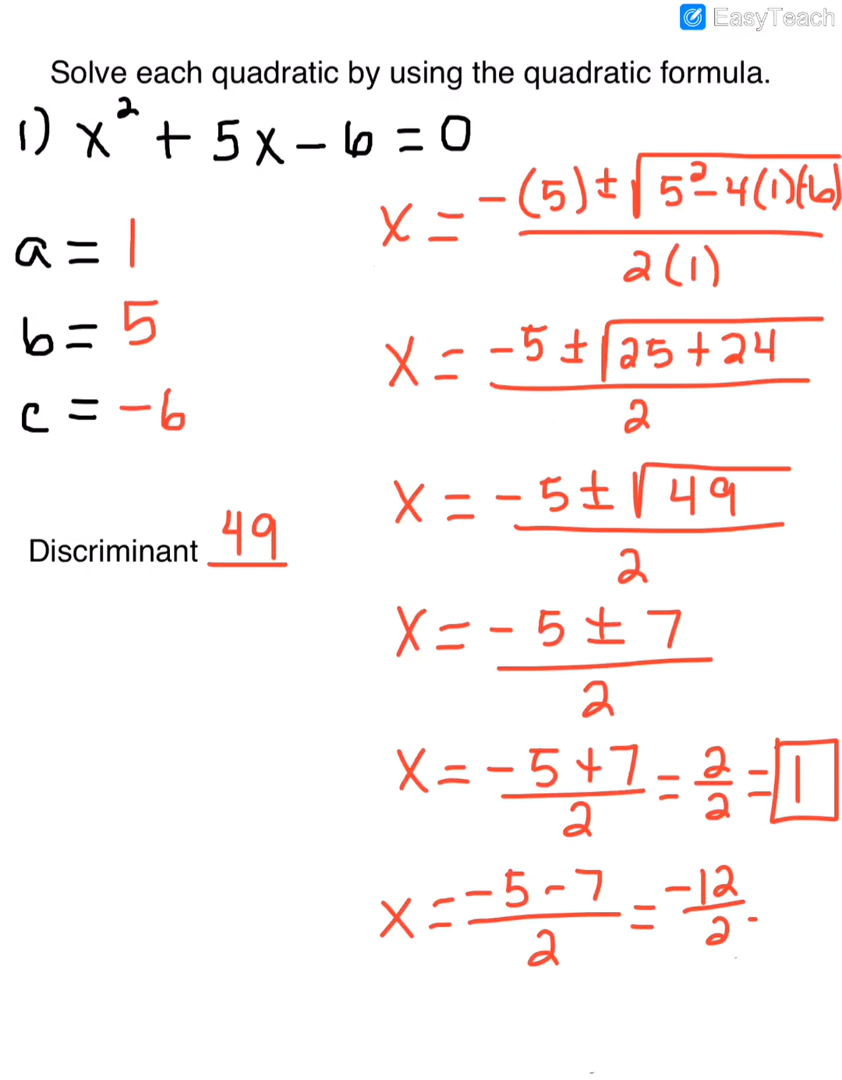 EasyTeach
Solve each quadratic by using the quadratic formula.
1) x² + 5x - 6 = 0
a = 1
b = 5
c = -6
Discriminant 49
x = -(5) ± √5² - 4(1)(-6)
2(1)
x = -5 ± √25 + 24
2
x = -5 ± √49
2
x = -5 ± 7
2
x = -5 + 7 / 2 = 2/2 = 1
x = -5 - 7 / 2 = -12/2 -